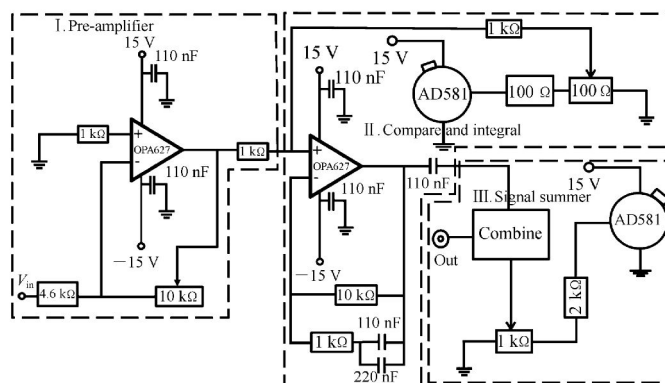 I. Pre-amplifier
15 V
110 nF
1 kΩ
+
OPA627
-
110 nF
−15 V
V_in
4.6 kΩ
10 kΩ
1 kΩ
15 V
110 nF
+
OPA627
-
110 nF
−15 V
10 kΩ
1 kΩ
110 nF
220 nF
15 V
AD581
1 kΩ
100 Ω
100 Ω
II. Compare and integral
110 nF
III. Signal summer
15 V
AD581
Combine
Out
2 kΩ
1 kΩ